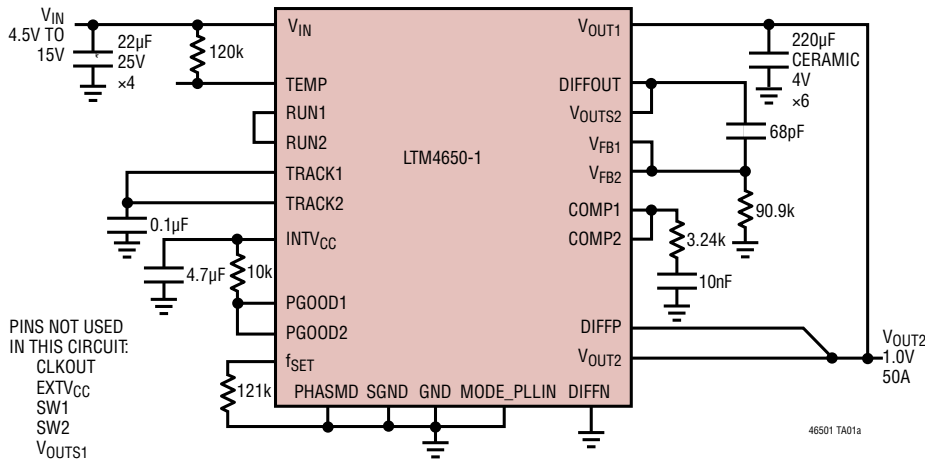 VIN
4.5V TO
15V
22µF
25V
×4
120k
VIN
TEMP
RUN1
RUN2
TRACK1
TRACK2
0.1µF
INTVCC
4.7µF
10k
PGOOD1
PGOOD2
fSET
121k
PHASMD SGND GND MODE_PLLIN DIFFN
LTM4650-1
VOUT1
DIFFOUT
VOUTS2
VFB1
VFB2
COMP1
COMP2
DIFFP
VOUT2
220µF
CERAMIC
4V
×6
68pF
90.9k
3.24k
10nF
VOUT2
1.0V
50A
PINS NOT USED
IN THIS CIRCUIT:
CLKOUT
EXTVCC
SW1
SW2
VOUTS1
46501 TA01a